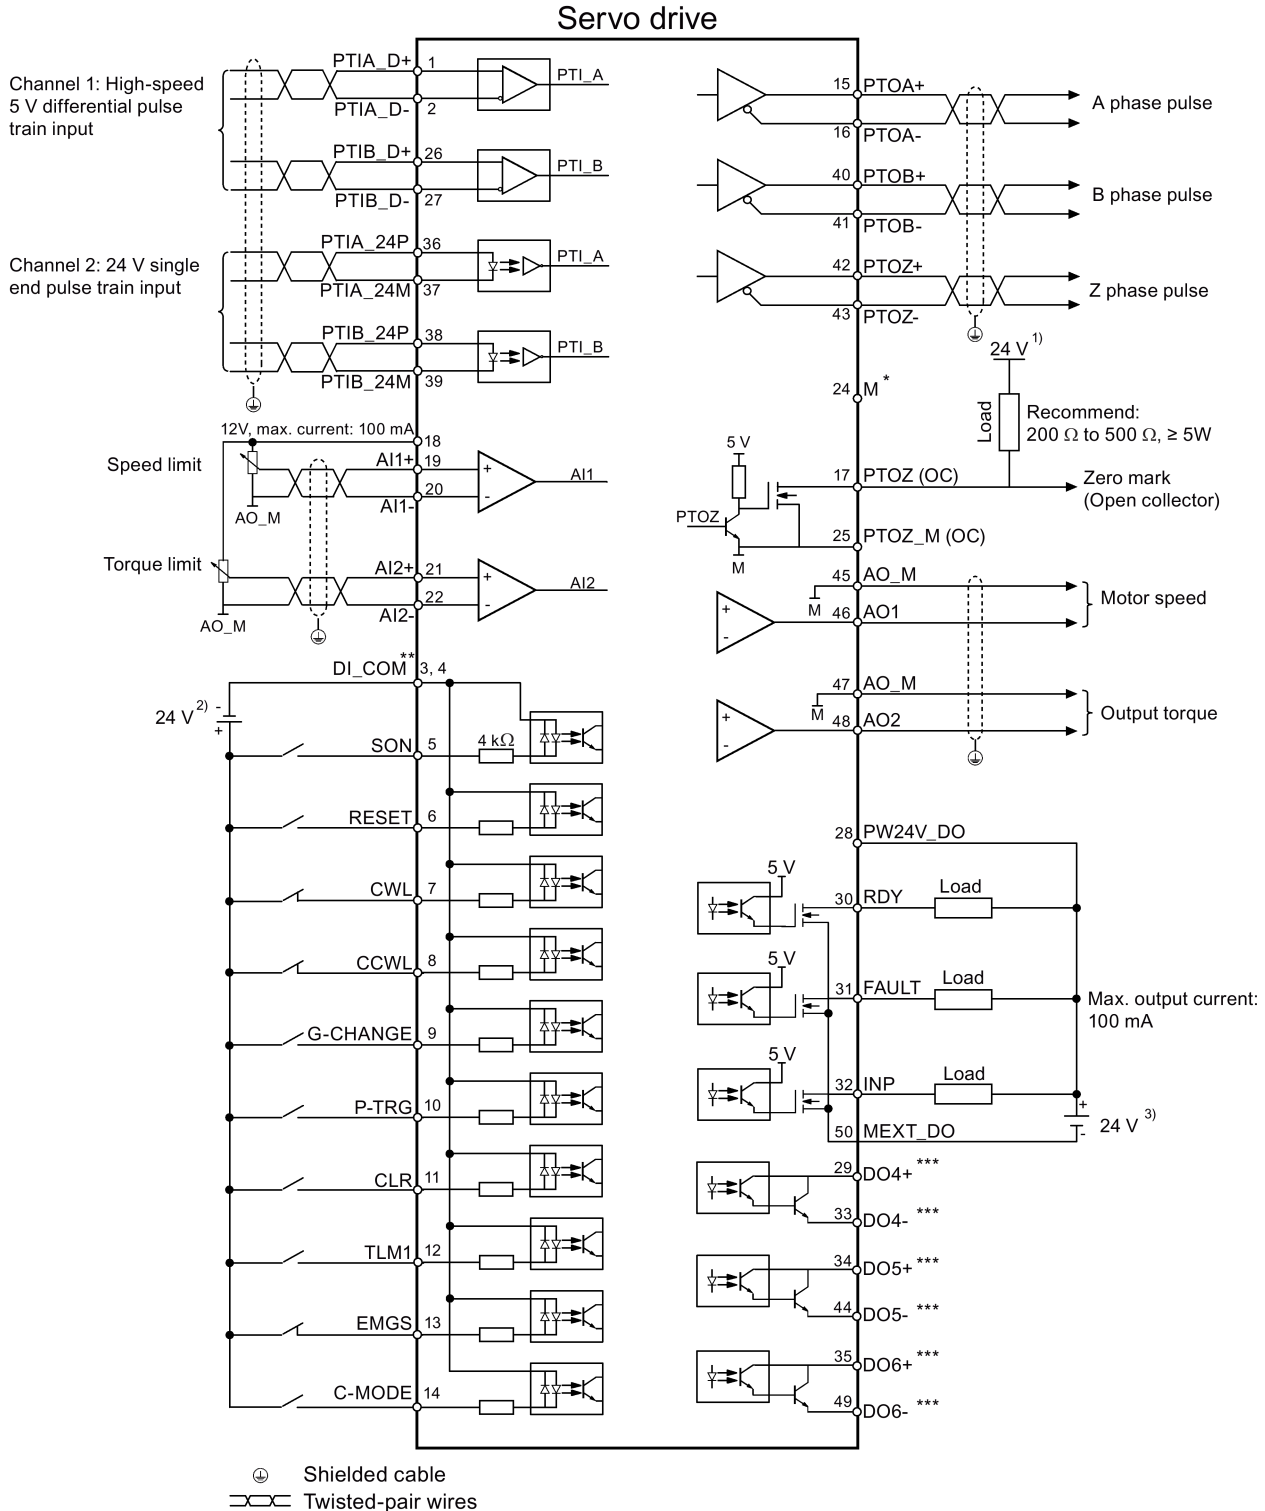 Servo drive
Channel 1: High-speed
5 V differential pulse
train input
PTIA_D+ 1
PTI_A
PTIA_D- 2
PTIB_D+ 26
PTI_B
PTIB_D- 27
Channel 2: 24 V single
end pulse train input
PTIA_24P 36
PTI_A
PTIA_24M 37
PTIB_24P 38
PTI_B
PTIB_24M 39
12V, max. current: 100 mA
18
Speed limit
AI1+ 19
+
AI1
20
-
AI1-
AO_M
Torque limit
AI2+ 21
+
AI2
22
-
AI2-
AO_M
DI_COM** 3, 4
24 V 2)
-
+
SON 5
4 kΩ
RESET 6
CWL 7
CCWL 8
G-CHANGE 9
P-TRG 10
CLR 11
TLM1 12
EMGS 13
C-MODE 14
15 PTOA+
A phase pulse
16 PTOA-
40 PTOB+
B phase pulse
41 PTOB-
42 PTOZ+
Z phase pulse
43 PTOZ-
24 V 1)
24 M *
Load
Recommend:
200 Ω to 500 Ω, ≥ 5W
5 V
17 PTOZ (OC)
Zero mark
(Open collector)
PTOZ
25 PTOZ_M (OC)
M
45 AO_M
M
Motor speed
+
-
46 AO1
47 AO_M
M
Output torque
+
-
48 AO2
28 PW24V_DO
5 V
30 RDY
Load
5 V
31 FAULT
Load
Max. output current:
100 mA
5 V
32 INP
Load
+
24 V 3)
-
50 MEXT_DO
29 DO4+ ***
33 DO4- ***
34 DO5+ ***
44 DO5- ***
35 DO6+ ***
49 DO6- ***
Shielded cable
Twisted-pair wires